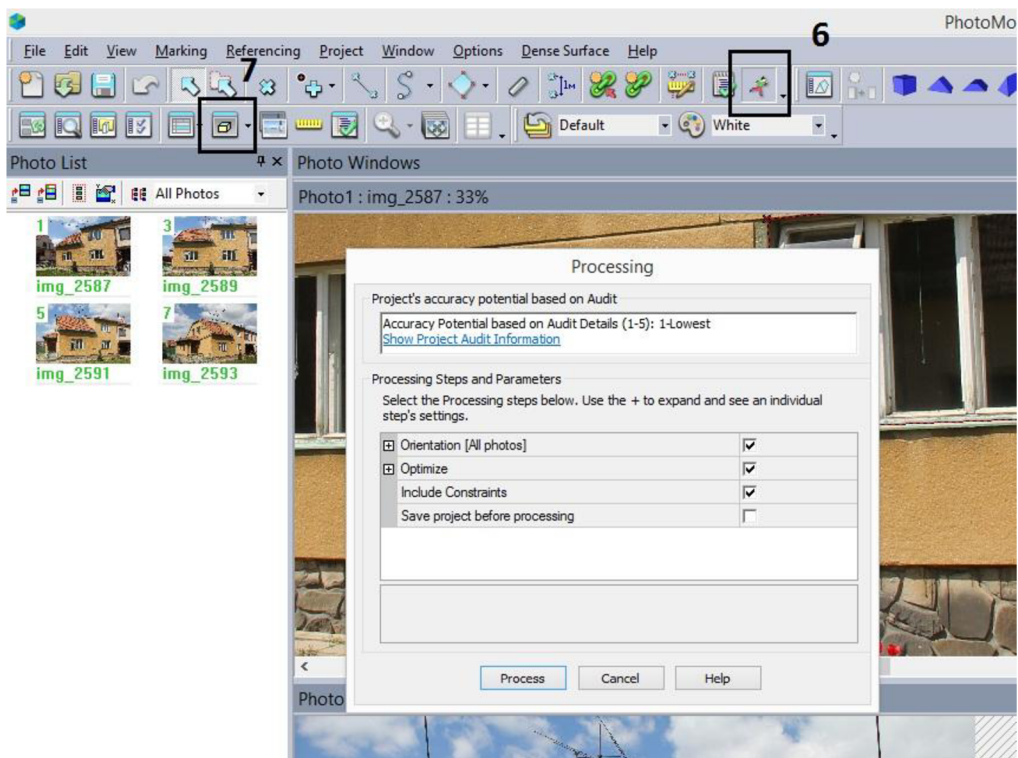 PhotoMo
6
File Edit View Marking Referencing Project Window Options Dense Surface Help
7
1m
Default White
Photo List
Photo Windows
All Photos
Photo1 : img_2587 : 33%
1 3
img_2587 img_2589
5 7
img_2591 img_2593
Processing
Project's accuracy potential based on Audit
Accuracy Potential based on Audit Details (1-5): 1-Lowest
Show Project Audit Information
Processing Steps and Parameters
Select the Processing steps below. Use the + to expand and see an individual
step's settings.
Orientation [All photos]
Optimize
Include Constraints
Save project before processing
Process Cancel Help
Photo